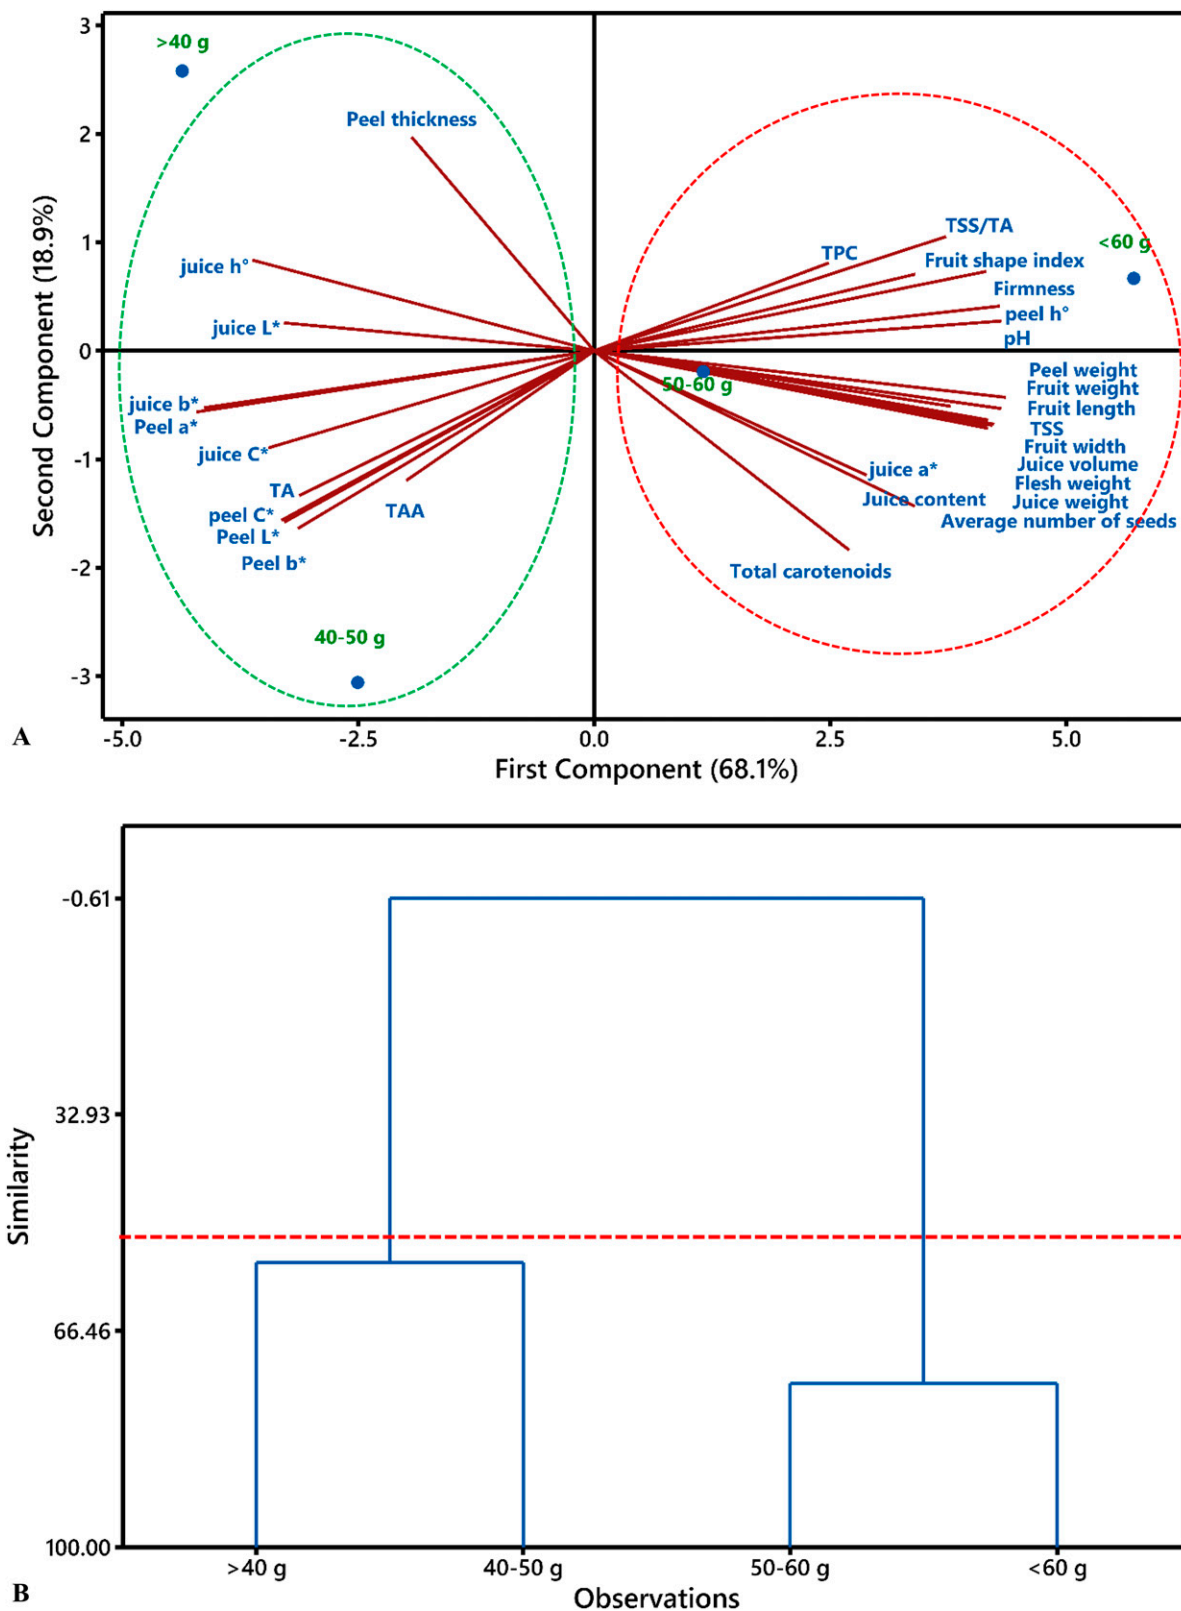 3
>40 g
Peel thickness
2
TSS/TA
<60 g
TPC
1
Fruit shape index
juice h°
Firmness
peel h°
juice L*
pH
0
Peel weight
50-60 g
Fruit weight
juice b*
Fruit length
Peel a*
TSS
Fruit width
juice C*
Juice volume
-1
juice a*
Flesh weight
TA
Juice content
Juice weight
peel C*
TAA
Average number of seeds
Peel L*
Peel b*
Total carotenoids
-2
40-50 g
-3
Second Component (18.9%)
A
-5.0 -2.5 0.0 2.5 5.0
First Component (68.1%)
-0.61
32.93
66.46
100.00
Similarity
>40 g 40-50 g 50-60 g <60 g
B
Observations